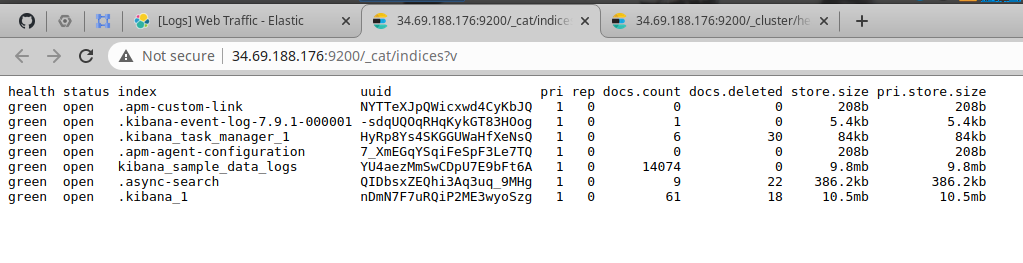 [Logs] Web Traffic - Elastic
34.69.188.176:9200/_cat/indice
34.69.188.176:9200/_cluster/he
Not secure 34.69.188.176:9200/_cat/indices?v
health status index uuid pri rep docs.count docs.deleted store.size pri.store.size
green open .apm-custom-link NYTTeXJpQWicxwd4CyKbJQ 1 0 0 0 208b 208b
green open .kibana-event-log-7.9.1-000001 -sdqUQOqRHqKykGT83HOog 1 0 1 0 5.4kb 5.4kb
green open .kibana_task_manager_1 HyRp8Ys4SKGGUWaHfXeNsQ 1 0 6 30 84kb 84kb
green open .apm-agent-configuration 7_XmEGqYSqiFeSpF3Le7TQ 1 0 0 0 208b 208b
green open kibana_sample_data_logs YU4aezMmSwCDpU7E9bFt6A 1 0 14074 0 9.8mb 9.8mb
green open .async-search QIDbsxZEQhi3Aq3uq_9MHg 1 0 9 22 386.2kb 386.2kb
green open .kibana_1 nDmN7F7uRQiP2ME3wyoSzg 1 0 61 18 10.5mb 10.5mb